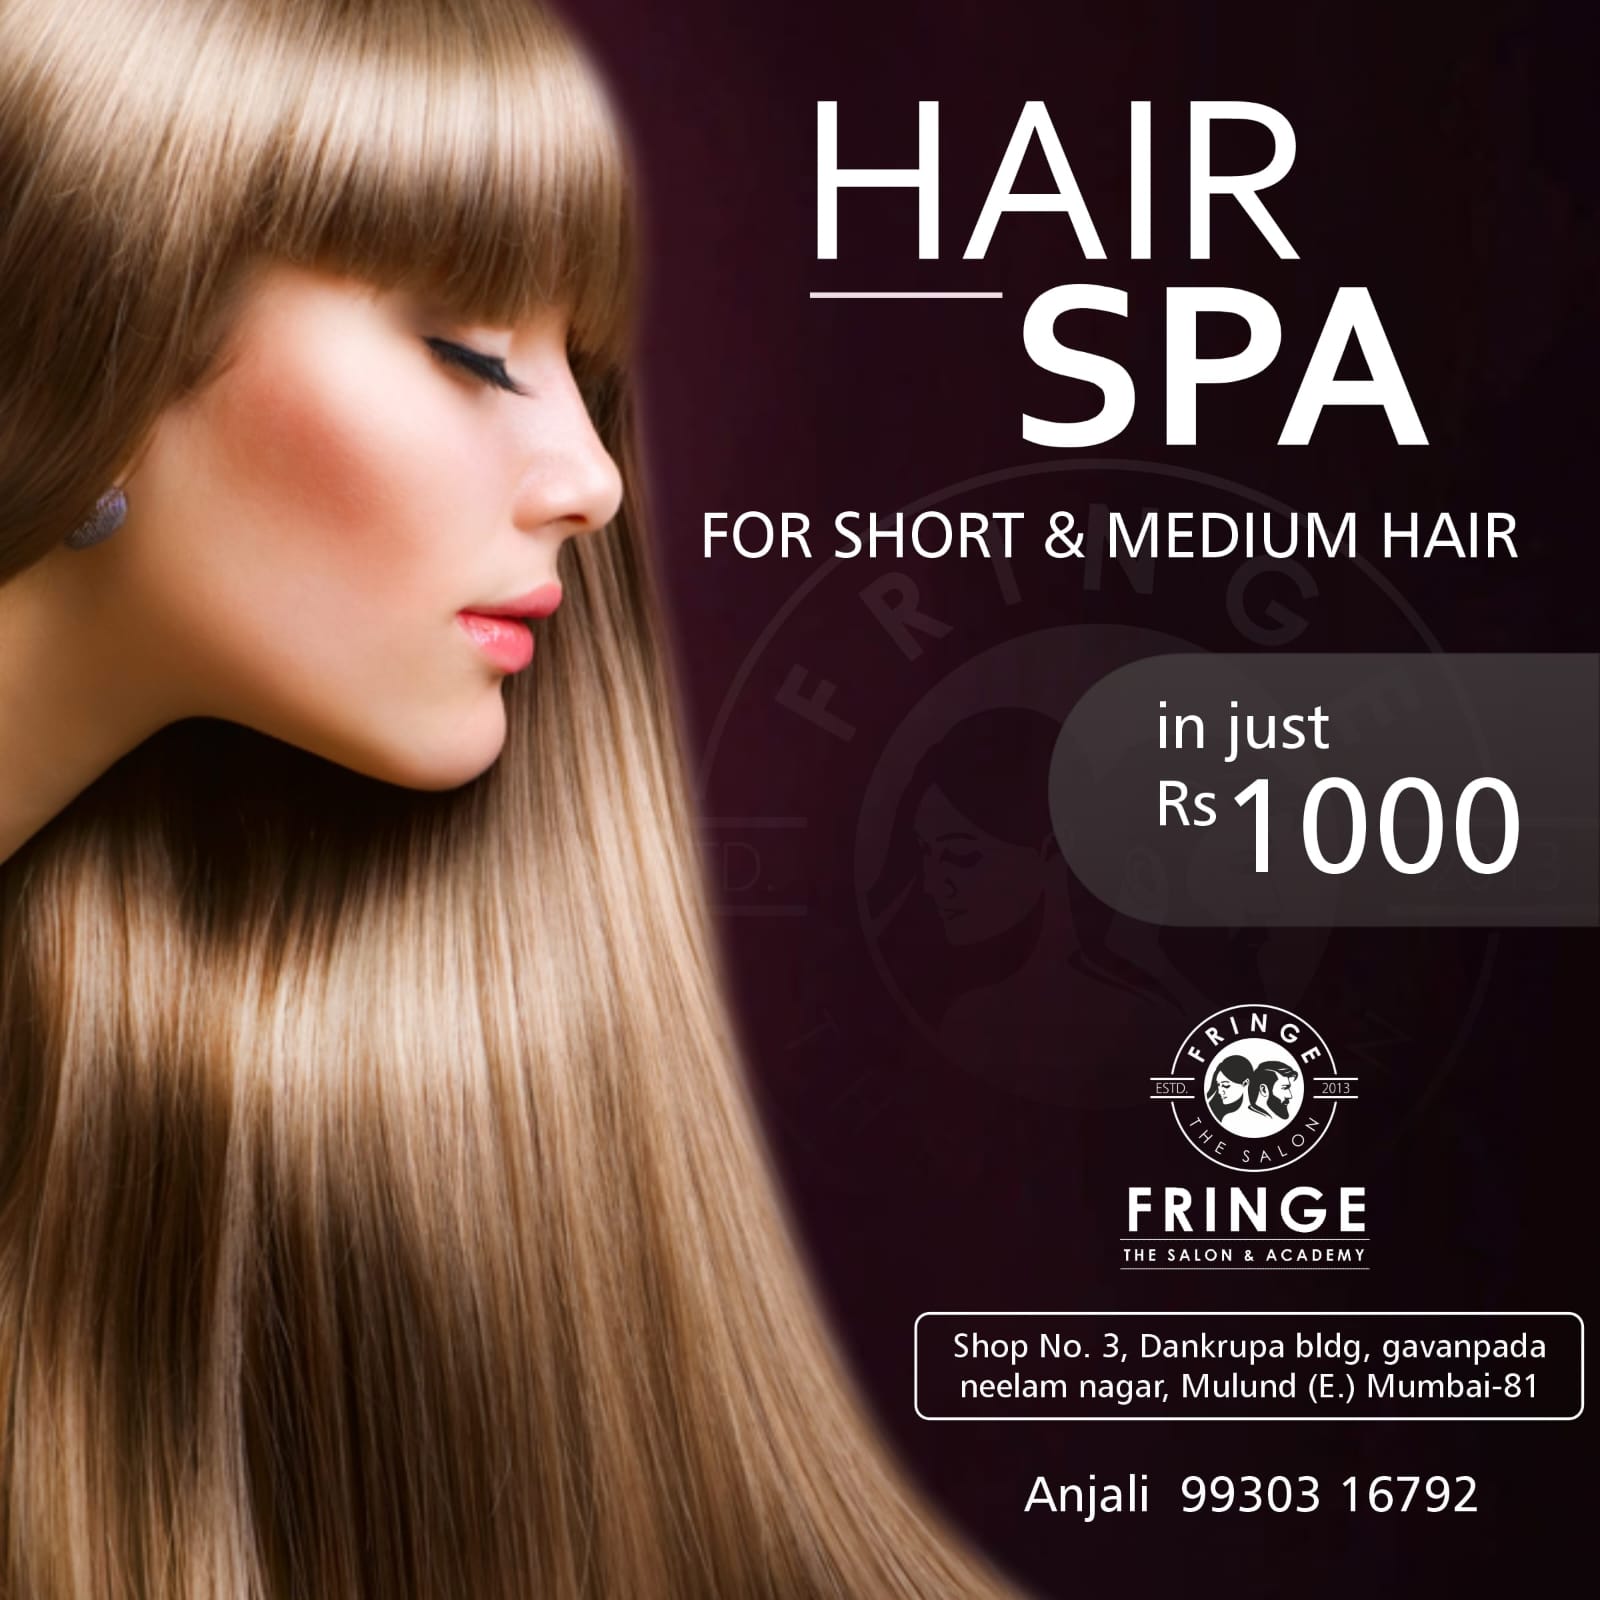 HAIR
SPA
FOR SHORT & MEDIUM HAIR
in just
Rs 1000
FRINGE
ESTD. 2013
THE SALON
FRINGE
THE SALON & ACADEMY
Shop No. 3, Dankrupa bldg, gavanpada
neelam nagar, Mulund (E.) Mumbai-81
Anjali 99303 16792